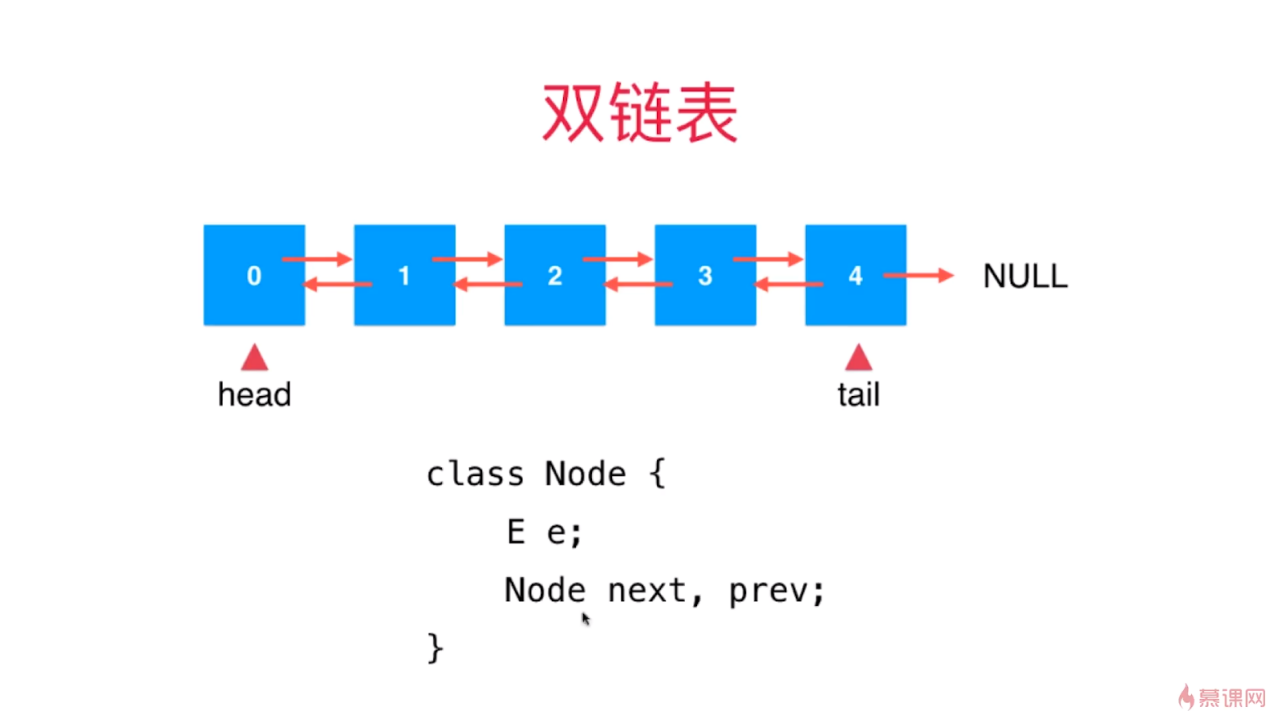 双链表
0 1 2 3 4 NULL
head tail
class Node {
E e;
Node next, prev;
}
慕课网